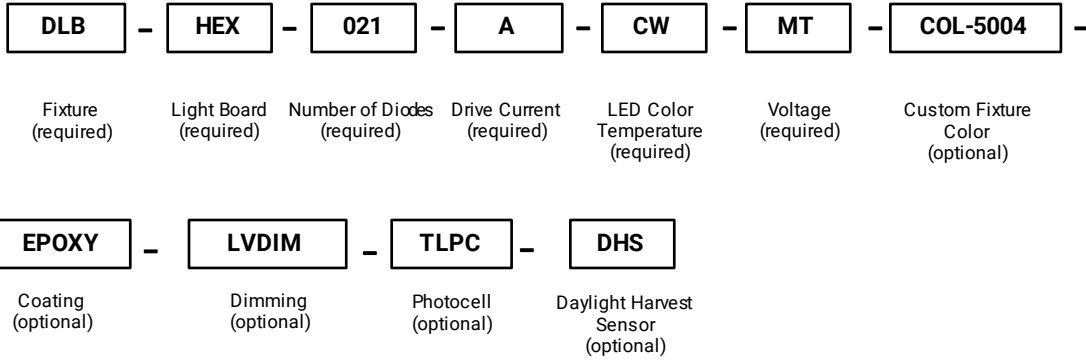 DLB – HEX – 021 – A – CW – MT – COL-5004 –
Fixture Light Board Number of Diodes Drive Current LED Color Voltage Custom Fixture
(required) (required) (required) (required) Temperature (required) Color
(required) (optional)
EPOXY – LVDIM – TLPC – DHS
Coating Dimming Photocell Daylight Harvest
(optional) (optional) (optional) Sensor
(optional)